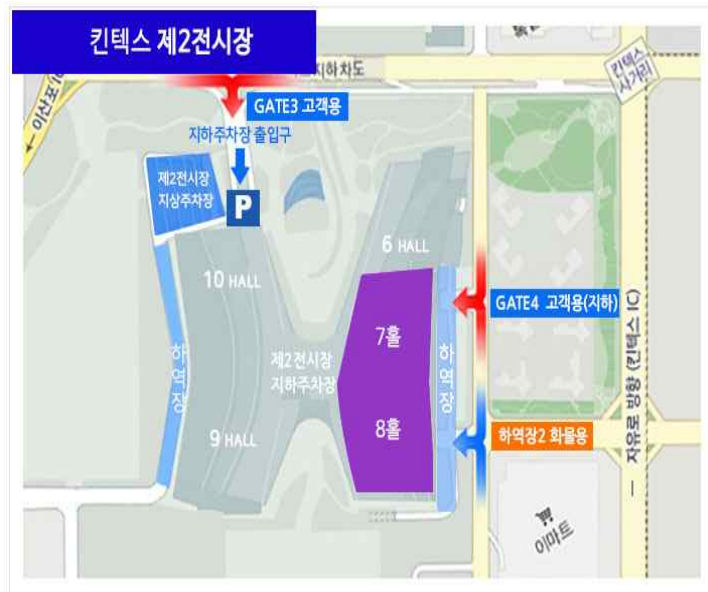 킨텍스 제2전시장
지하차도
킨텍스
사거리
GATE3 고객용
지하주차장 출입구
제2전시장
지상주차장
P
6 HALL
10 HALL
GATE4 고객용(지하)
7홀
하역장
하역장
제2전시장
지하주차장
8홀
9 HALL
하역장2 화물용
자유로 방향 (킨텍스 IC)
이마트